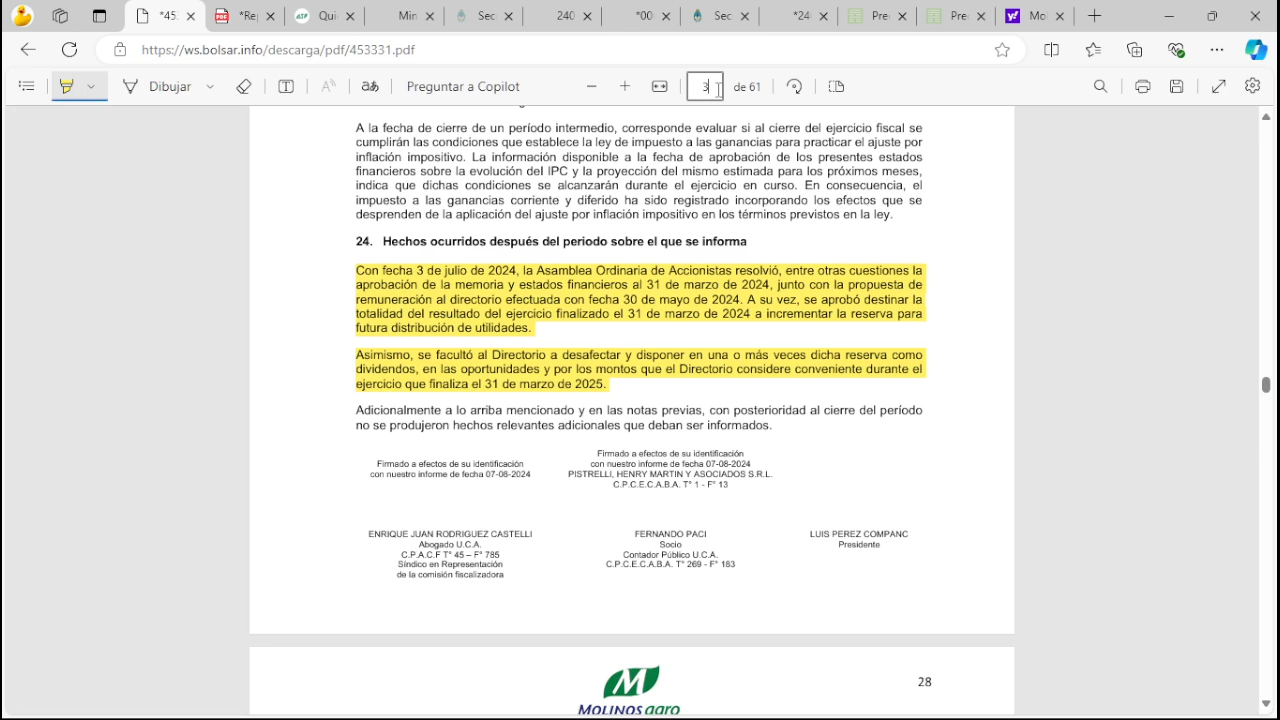 *45
*Re
Qui
Min
Sec
240
*00
Sec
*24
Pre
Pre
Mo
https://ws.bolsar.info/descarga/pdf/453331.pdf
Dibujar
Preguntar a Copilot
3
de 61
A la fecha de cierre de un período intermedio, corresponde evaluar si al cierre del ejercicio fiscal se
cumplirán las condiciones que establece la ley de impuesto a las ganancias para practicar el ajuste por
inflación impositivo. La información disponible a la fecha de aprobación de los presentes estados
financieros sobre la evolución del IPC y la proyección del mismo estimada para los próximos meses,
indica que dichas condiciones se alcanzarán durante el ejercicio en curso. En consecuencia, el
impuesto a las ganancias corriente y diferido ha sido registrado incorporando los efectos que se
desprenden de la aplicación del ajuste por inflación impositivo en los términos previstos en la ley.
24. Hechos ocurridos después del periodo sobre el que se informa
Con fecha 3 de julio de 2024, la Asamblea Ordinaria de Accionistas resolvió, entre otras cuestiones la
aprobación de la memoria y estados financieros al 31 de marzo de 2024, junto con la propuesta de
remuneración al directorio efectuada con fecha 30 de mayo de 2024. A su vez, se aprobó destinar la
totalidad del resultado del ejercicio finalizado el 31 de marzo de 2024 a incrementar la reserva para
futura distribución de utilidades.
Asimismo, se facultó al Directorio a desafectar y disponer en una o más veces dicha reserva como
dividendos, en las oportunidades y por los montos que el Directorio considere conveniente durante el
ejercicio que finaliza el 31 de marzo de 2025.
Adicionalmente a lo arriba mencionado y en las notas previas, con posterioridad al cierre del período
no se produjeron hechos relevantes adicionales que deban ser informados.
Firmado a efectos de su identificación
con nuestro informe de fecha 07-08-2024
Firmado a efectos de su identificación
con nuestro informe de fecha 07-08-2024
PISTRELLI, HENRY MARTIN Y ASOCIADOS S.R.L.
C.P.C.E.C.A.B.A. T° 1 - F° 13
ENRIQUE JUAN RODRIGUEZ CASTELLI
Abogado U.C.A.
C.P.A.C.F T° 45 – F° 785
Síndico en Representación
de la comisión fiscalizadora
FERNANDO PACI
Socio
Contador Público U.C.A.
C.P.C.E.C.A.B.A. T° 269 - F° 183
LUIS PEREZ COMPANC
Presidente
28
MOLINOS agro